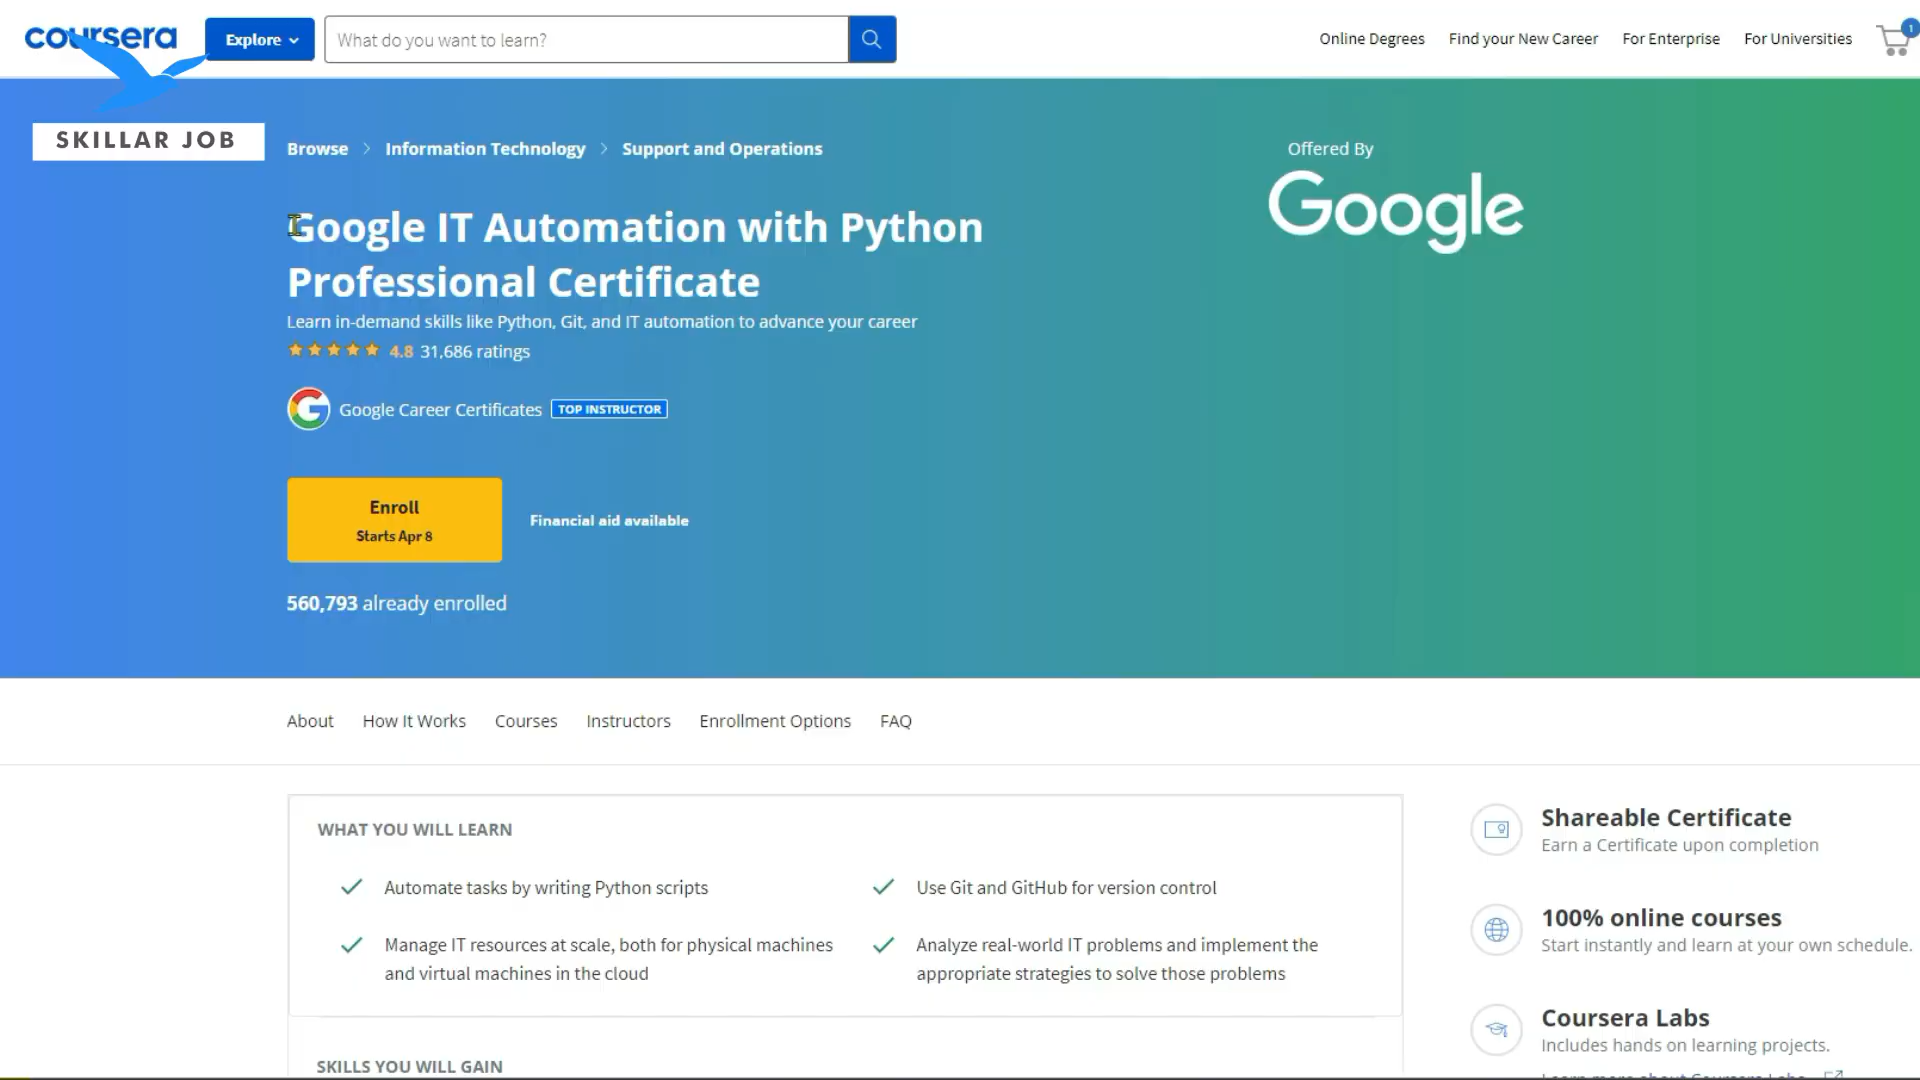 coursera
Explore
What do you want to learn?
Online Degrees
Find your New Career
For Enterprise
For Universities
1
SKILLAR JOB
Browse > Information Technology > Support and Operations
Offered By
Google
Google IT Automation with Python
Professional Certificate
Learn in-demand skills like Python, Git, and IT automation to advance your career
4.8 31,686 ratings
Google Career Certificates TOP INSTRUCTOR
Enroll
Starts Apr 8
Financial aid available
560,793 already enrolled
About
How It Works
Courses
Instructors
Enrollment Options
FAQ
WHAT YOU WILL LEARN
Automate tasks by writing Python scripts
Use Git and GitHub for version control
Manage IT resources at scale, both for physical machines
and virtual machines in the cloud
Analyze real-world IT problems and implement the
appropriate strategies to solve those problems
SKILLS YOU WILL GAIN
Shareable Certificate
Earn a Certificate upon completion
100% online courses
Start instantly and learn at your own schedule.
Coursera Labs
Includes hands on learning projects.
Learn more about Coursera Labs